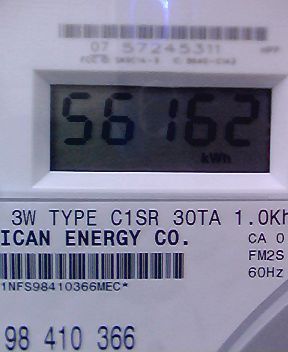 07 57245311
56162
kWh
3W TYPE C1SR 30TA 1.0Kh
ICAN ENERGY CO.
CA 0
FM2S
60Hz
1NFS98410366MEC*
98 410 366